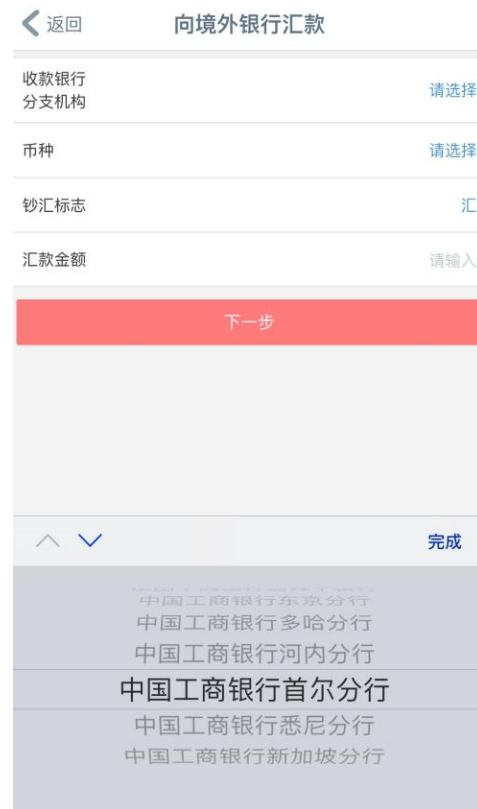 返回
向境外银行汇款
收款银行
分支机构
请选择
币种
请选择
钞汇标志
汇
汇款金额
请输入
下一步
完成
中国工商银行东京分行
中国工商银行多哈分行
中国工商银行河内分行
中国工商银行首尔分行
中国工商银行悉尼分行
中国工商银行新加坡分行